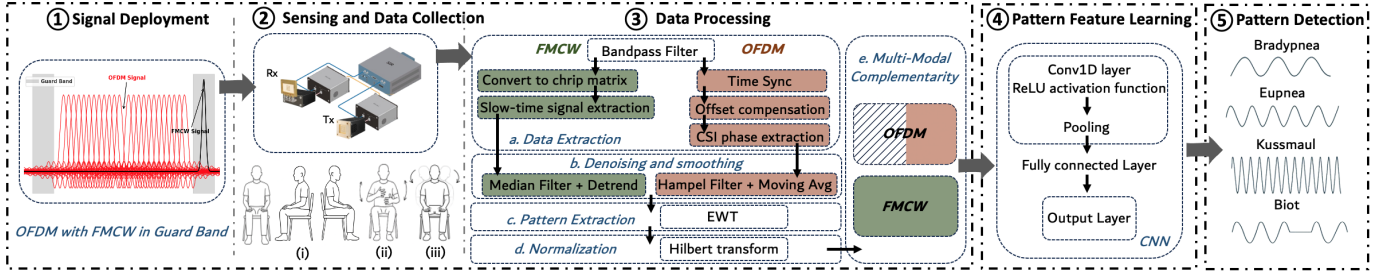 ① Signal Deployment
Guard Band
OFDM Signal
FMCW Signal
OFDM with FMCW in Guard Band
② Sensing and Data Collection
Rx
Tx
(i)
(ii)
(iii)
③ Data Processing
FMCW
Bandpass Filter
OFDM
Convert to chrip matrix
Time Sync
Slow-time signal extraction
Offset compensation
CSI phase extraction
a. Data Extraction
b. Denoising and smoothing
Median Filter + Detrend
Hampel Filter + Moving Avg
c. Pattern Extraction
EWT
d. Normalization
Hilbert transform
e. Multi-Modal
Complementarity
OFDM
FMCW
④ Pattern Feature Learning
Conv1D layer
ReLU activation function
Pooling
Fully connected Layer
Output Layer
CNN
⑤ Pattern Detection
Bradypnea
Eupnea
Kussmaul
Biot